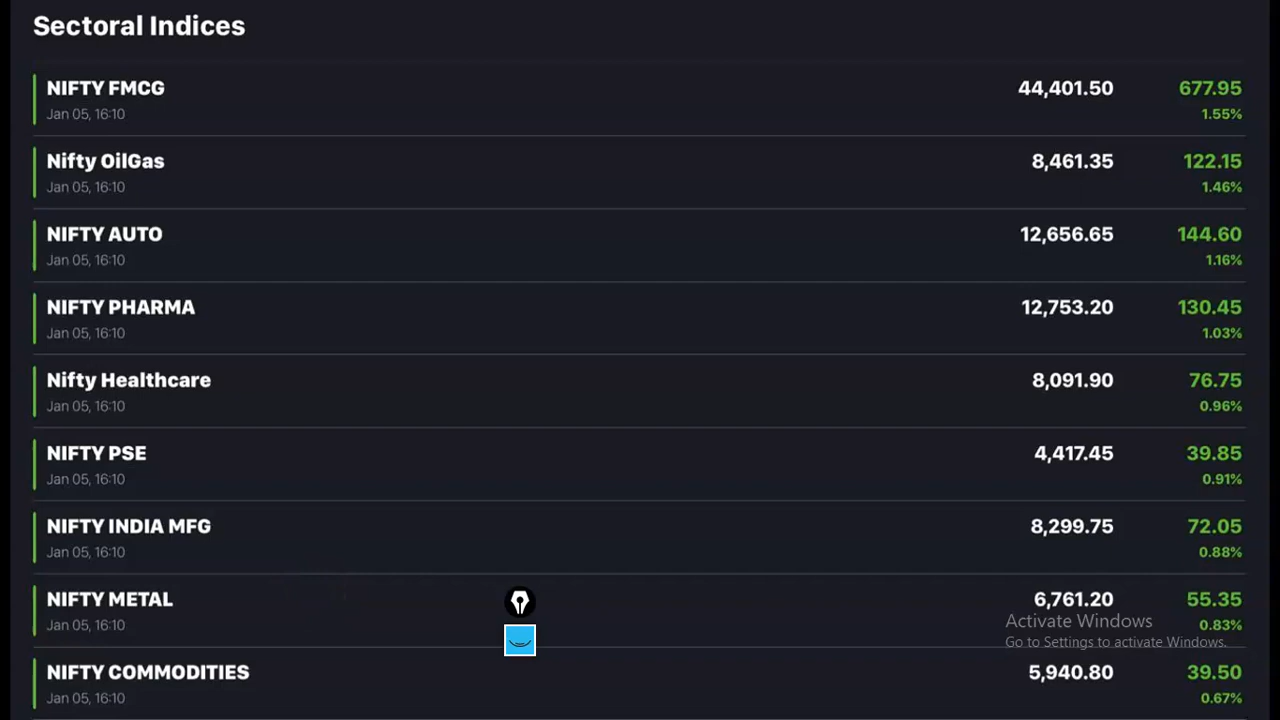 Sectoral Indices
NIFTY FMCG 44,401.50 677.95
Jan 05, 16:10 1.55%
Nifty OilGas 8,461.35 122.15
Jan 05, 16:10 1.46%
NIFTY AUTO 12,656.65 144.60
Jan 05, 16:10 1.16%
NIFTY PHARMA 12,753.20 130.45
Jan 05, 16:10 1.03%
Nifty Healthcare 8,091.90 76.75
Jan 05, 16:10 0.96%
NIFTY PSE 4,417.45 39.85
Jan 05, 16:10 0.91%
NIFTY INDIA MFG 8,299.75 72.05
Jan 05, 16:10 0.88%
NIFTY METAL 6,761.20 55.35
Jan 05, 16:10 0.83%
Activate Windows
Go to Settings to activate Windows.
NIFTY COMMODITIES 5,940.80 39.50
Jan 05, 16:10 0.67%